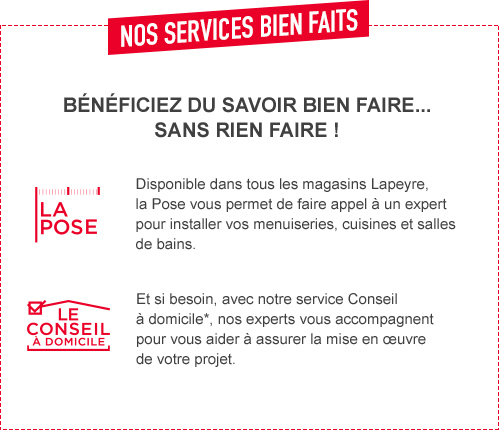 NOS SERVICES BIEN FAITS
BÉNÉFICIEZ DU SAVOIR BIEN FAIRE...
SANS RIEN FAIRE !
LA
POSE
Disponible dans tous les magasins Lapeyre,
la Pose vous permet de faire appel à un expert
pour installer vos menuiseries, cuisines et salles
de bains.
LE
CONSEIL
À DOMICILE
Et si besoin, avec notre service Conseil
à domicile*, nos experts vous accompagnent
pour vous aider à assurer la mise en œuvre
de votre projet.